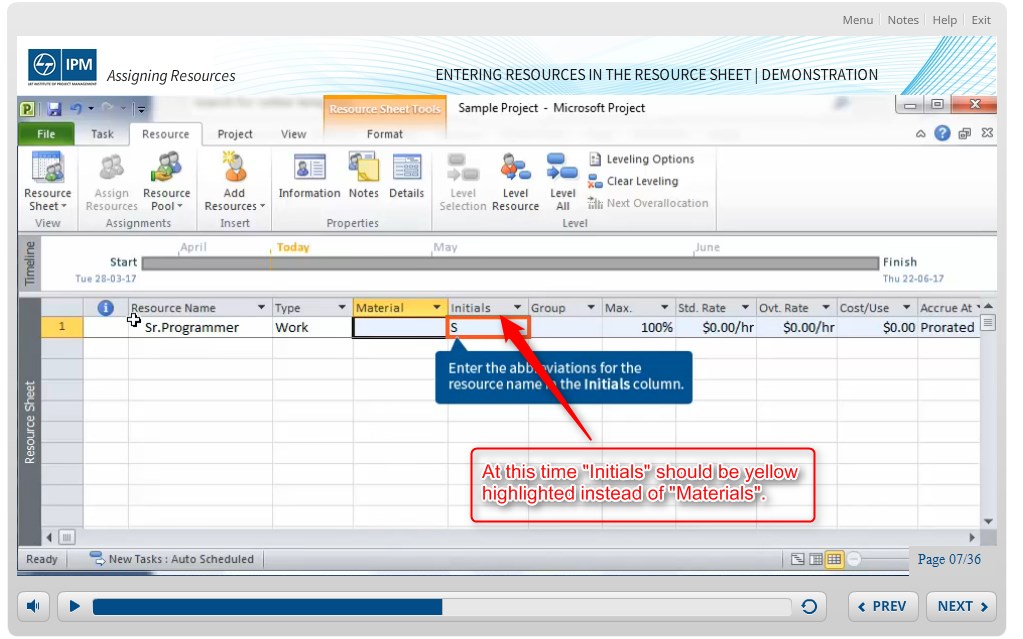 Menu Notes Help Exit
IPM
Assigning Resources
ENTERING RESOURCES IN THE RESOURCE SHEET | DEMONSTRATION
Resource Sheet Tools
Sample Project - Microsoft Project
File Task Resource Project View Format
Resource Sheet
Assign Resources
Resource Pool
Add Resources
Information Notes Details
Level Selection
Level Resource
Level All
Leveling Options
Clear Leveling
Next Overallocation
View Assignments Insert Properties Level
Timeline
April Today May June
Start
Finish
Tue 28-03-17
Thu 22-06-17
Resource Name Type Material Initials Group Max. Std. Rate Ovt. Rate Cost/Use Accrue At
1 Sr.Programmer Work S 100% $0.00/hr $0.00/hr $0.00 Prorated
Enter the abbreviations for the
resource name in the Initials column.
Resource Sheet
At this time "Initials" should be yellow
highlighted instead of "Materials".
Ready New Tasks : Auto Scheduled
Page 07/36
PREV NEXT